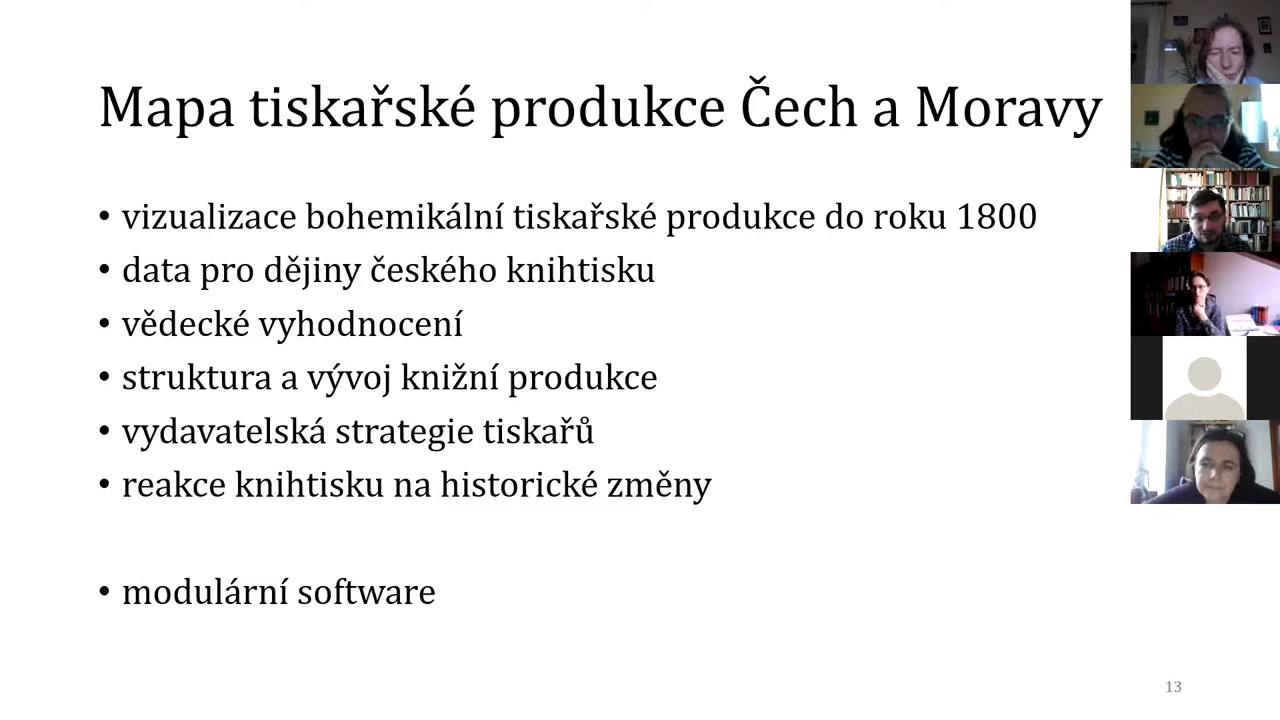 Mapa tiskařské produkce Čech a Moravy
• vizualizace bohemikální tiskařské produkce do roku 1800
• data pro dějiny českého knihtisku
• vědecké vyhodnocení
• struktura a vývoj knižní produkce
• vydavatelská strategie tiskařů
• reakce knihtisku na historické změny
• modulární software
13